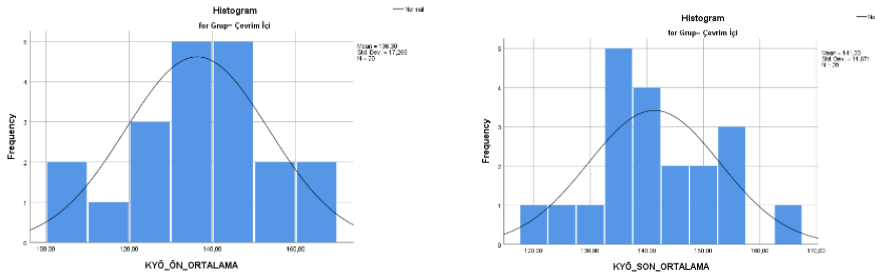 Histogram
for Grup= Çevrim İçi
Normal
Mean = 136,30
Std. Dev. = 17,265
N = 20
Frequency
5
4
3
2
1
0
100,00 120,00 140,00 160,00
KYÖ_ÖN_ORTALAMA
Histogram
for Grup= Çevrim İçi
No
Mean = 141,20
Std. Dev. = 11,671
N = 20
Frequency
5
4
3
2
1
0
120,00 130,00 140,00 150,00 160,00 170,00
KYÖ_SON_ORTALAMA